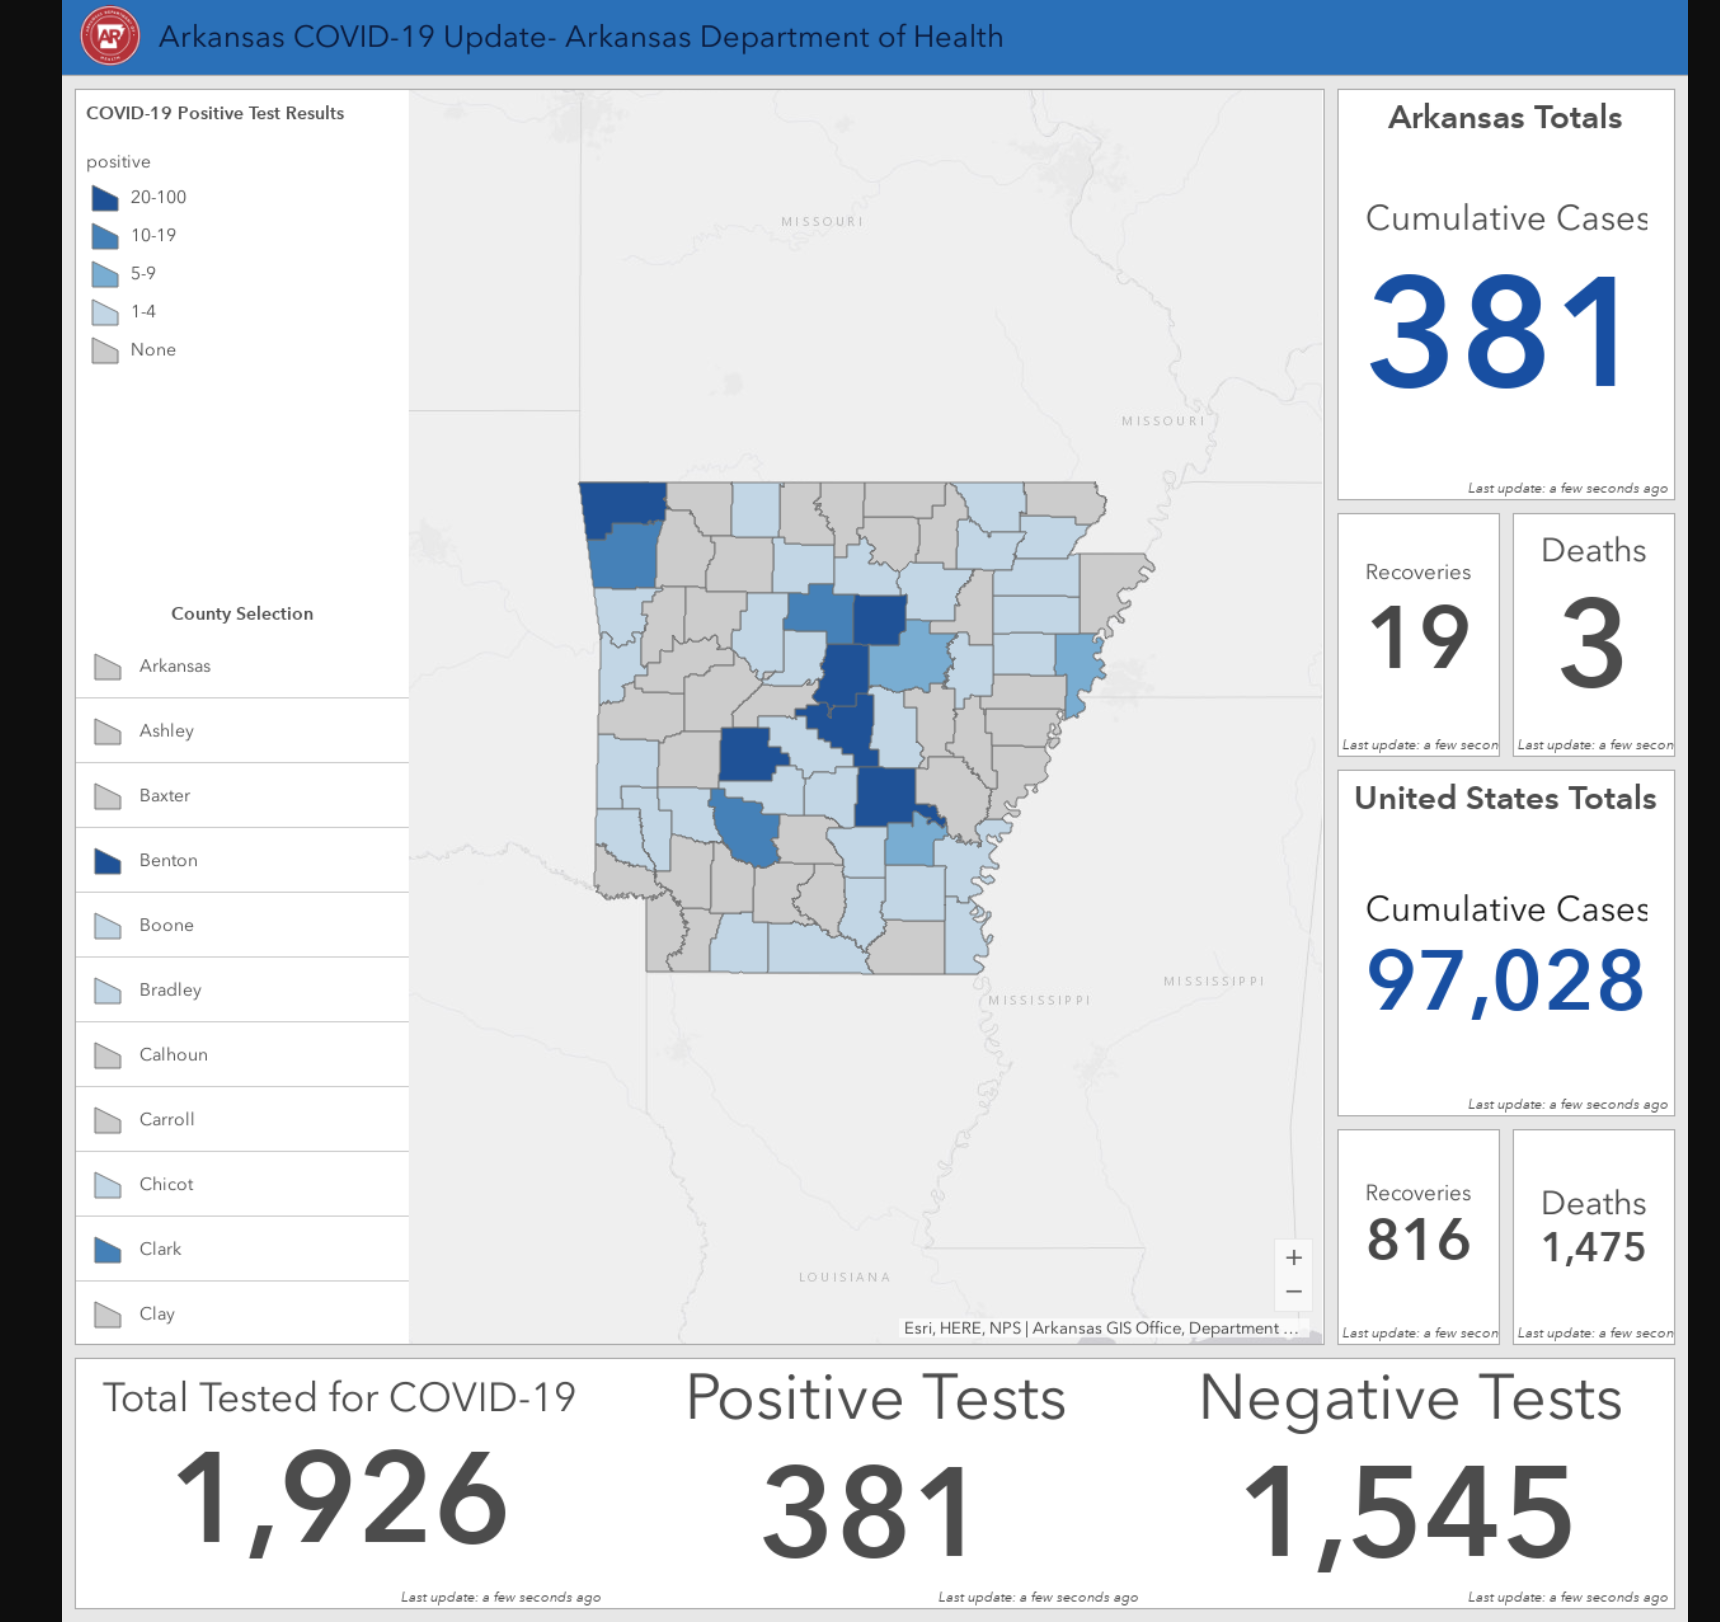 Arkansas COVID-19 Update- Arkansas Department of Health
COVID-19 Positive Test Results
positive
20-100
10-19
5-9
1-4
None
County Selection
Arkansas
Ashley
Baxter
Benton
Boone
Bradley
Calhoun
Carroll
Chicot
Clark
Clay
MISSOURI
MISSOURI
MISSISSIPPI
MISSISSIPPI
LOUISIANA
+
−
Esri, HERE, NPS | Arkansas GIS Office, Department ...
Arkansas Totals
Cumulative Cases
381
Last update: a few seconds ago
Recoveries
19
Last update: a few secon
Deaths
3
Last update: a few secon
United States Totals
Cumulative Cases
97,028
Last update: a few seconds ago
Recoveries
816
Last update: a few secon
Deaths
1,475
Last update: a few secon
Total Tested for COVID-19
1,926
Last update: a few seconds ago
Positive Tests
381
Last update: a few seconds ago
Negative Tests
1,545
Last update: a few seconds ago